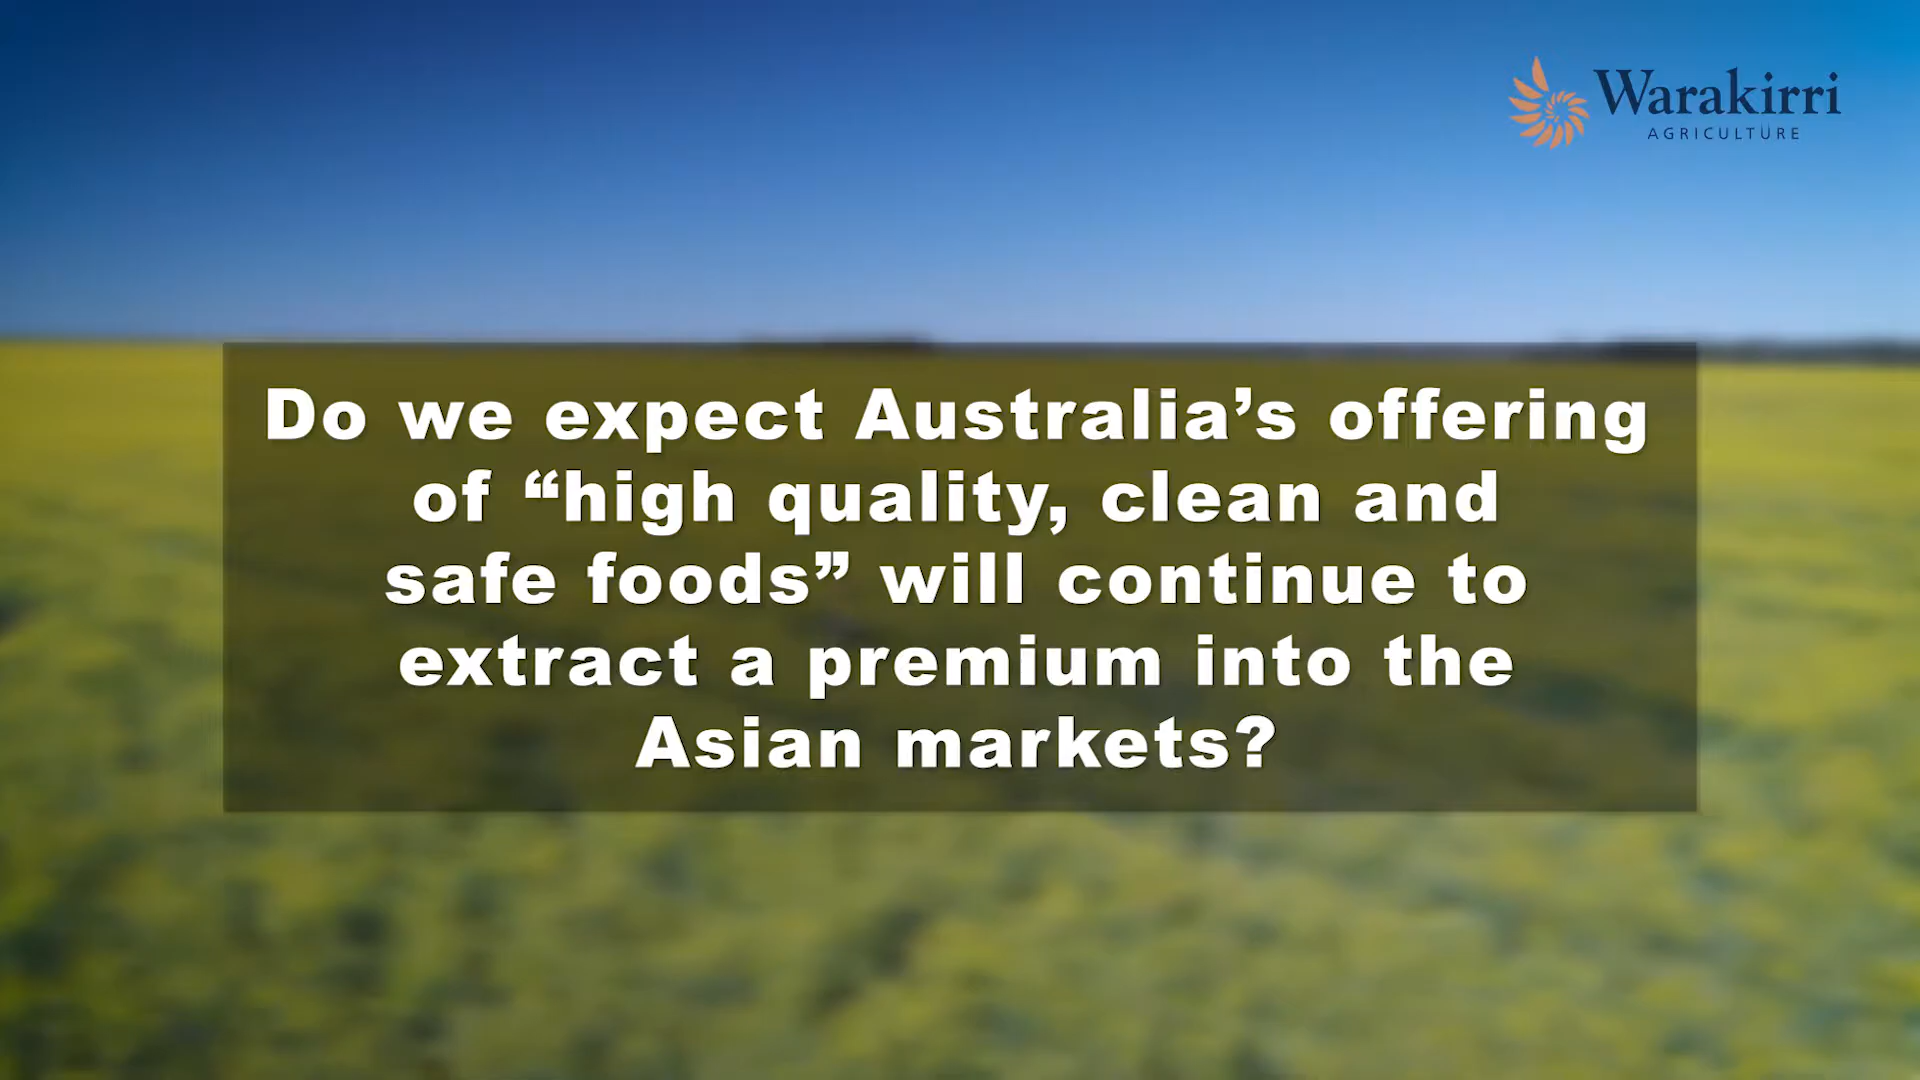 Warakirri
AGRICULTURE
Do we expect Australia’s offering
of “high quality, clean and
safe foods” will continue to
extract a premium into the
Asian markets?